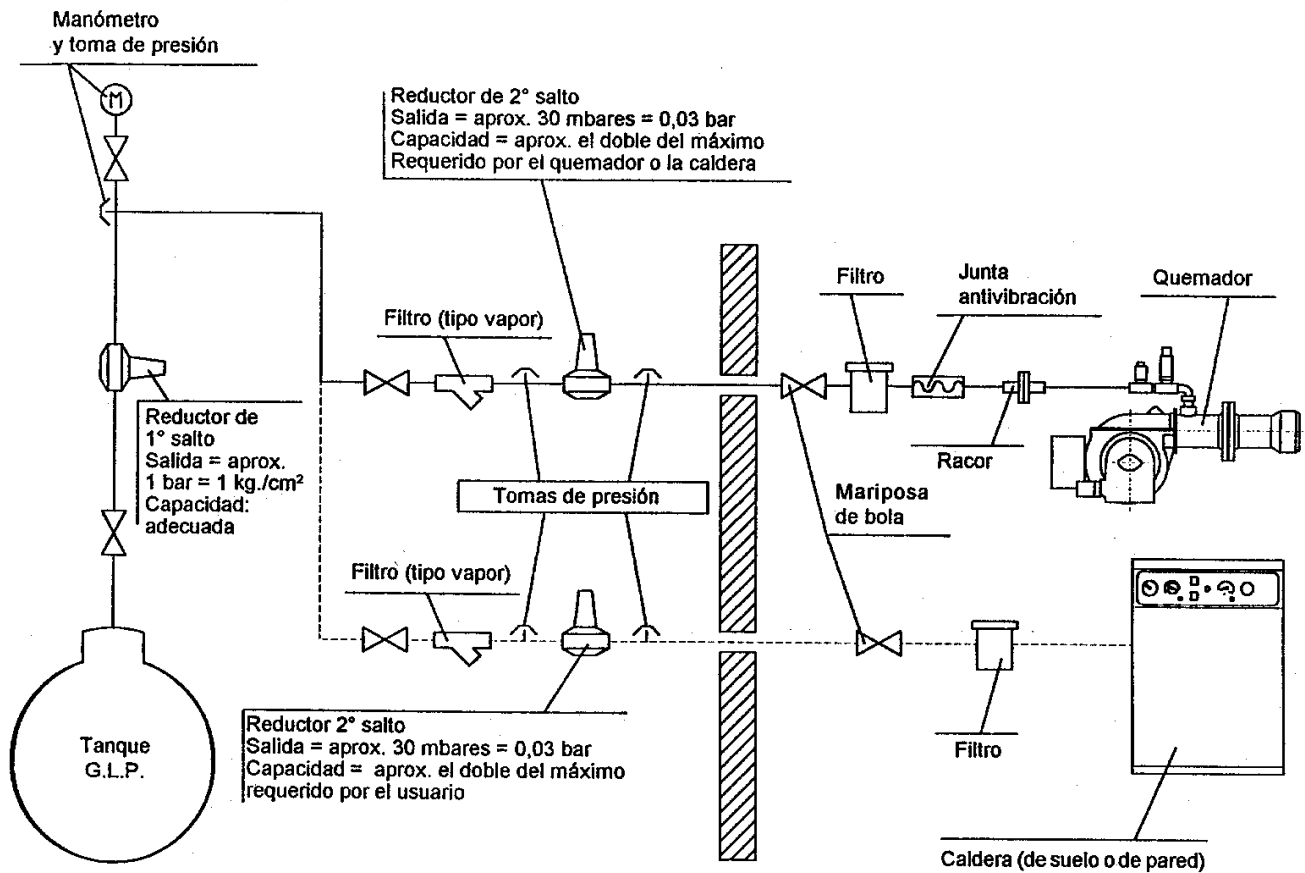 Manómetro
y toma de presión
M
Reductor de 2° salto
Salida = aprox. 30 mbares = 0,03 bar
Capacidad = aprox. el doble del máximo
Requerido por el quemador o la caldera
Filtro
Junta
antivibración
Quemador
Filtro (tipo vapor)
Reductor de
1° salto
Salida = aprox.
1 bar = 1 kg./cm²
Capacidad:
adecuada
Racor
Tomas de presión
Mariposa
de bola
Filtro (tipo vapor)
Reductor 2° salto
Salida = aprox. 30 mbares = 0,03 bar
Capacidad = aprox. el doble del máximo
requerido por el usuario
Tanque
G.L.P.
Filtro
Caldera (de suelo o de pared)